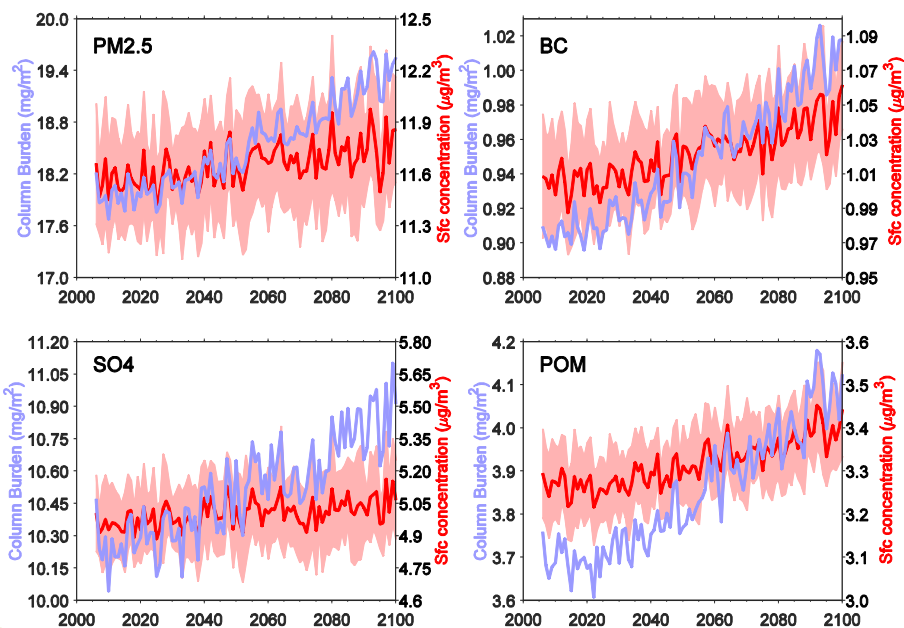 20.0 PM2.5 12.5
19.4 12.2
18.8 11.9
18.2 11.6
17.6 11.3
17.0 11.0
2000 2020 2040 2060 2080 2100
Column Burden (mg/m²)
Sfc concentration (µg/m³)
BC
1.02 1.09
1.00 1.07
0.98 1.05
0.96 1.03
0.94 1.01
0.92 0.99
0.90 0.97
0.88 0.95
2000 2020 2040 2060 2080 2100
Column Burden (mg/m²)
Sfc concentration (µg/m³)
11.20 5.80
SO4
11.05 5.65
10.90 5.50
10.75 5.35
10.60 5.20
10.45 5.05
10.30 4.90
10.15 4.75
10.00 4.6
2000 2020 2040 2060 2080 2100
Column Burden (mg/m²)
Sfc concentration (µg/m³)
4.2 3.6
POM
4.1 3.5
4.0 3.4
3.9 3.3
3.8 3.2
3.7 3.1
3.6 3.0
2000 2020 2040 2060 2080 2100
Column Burden (mg/m²)
Sfc concentration (µg/m³)